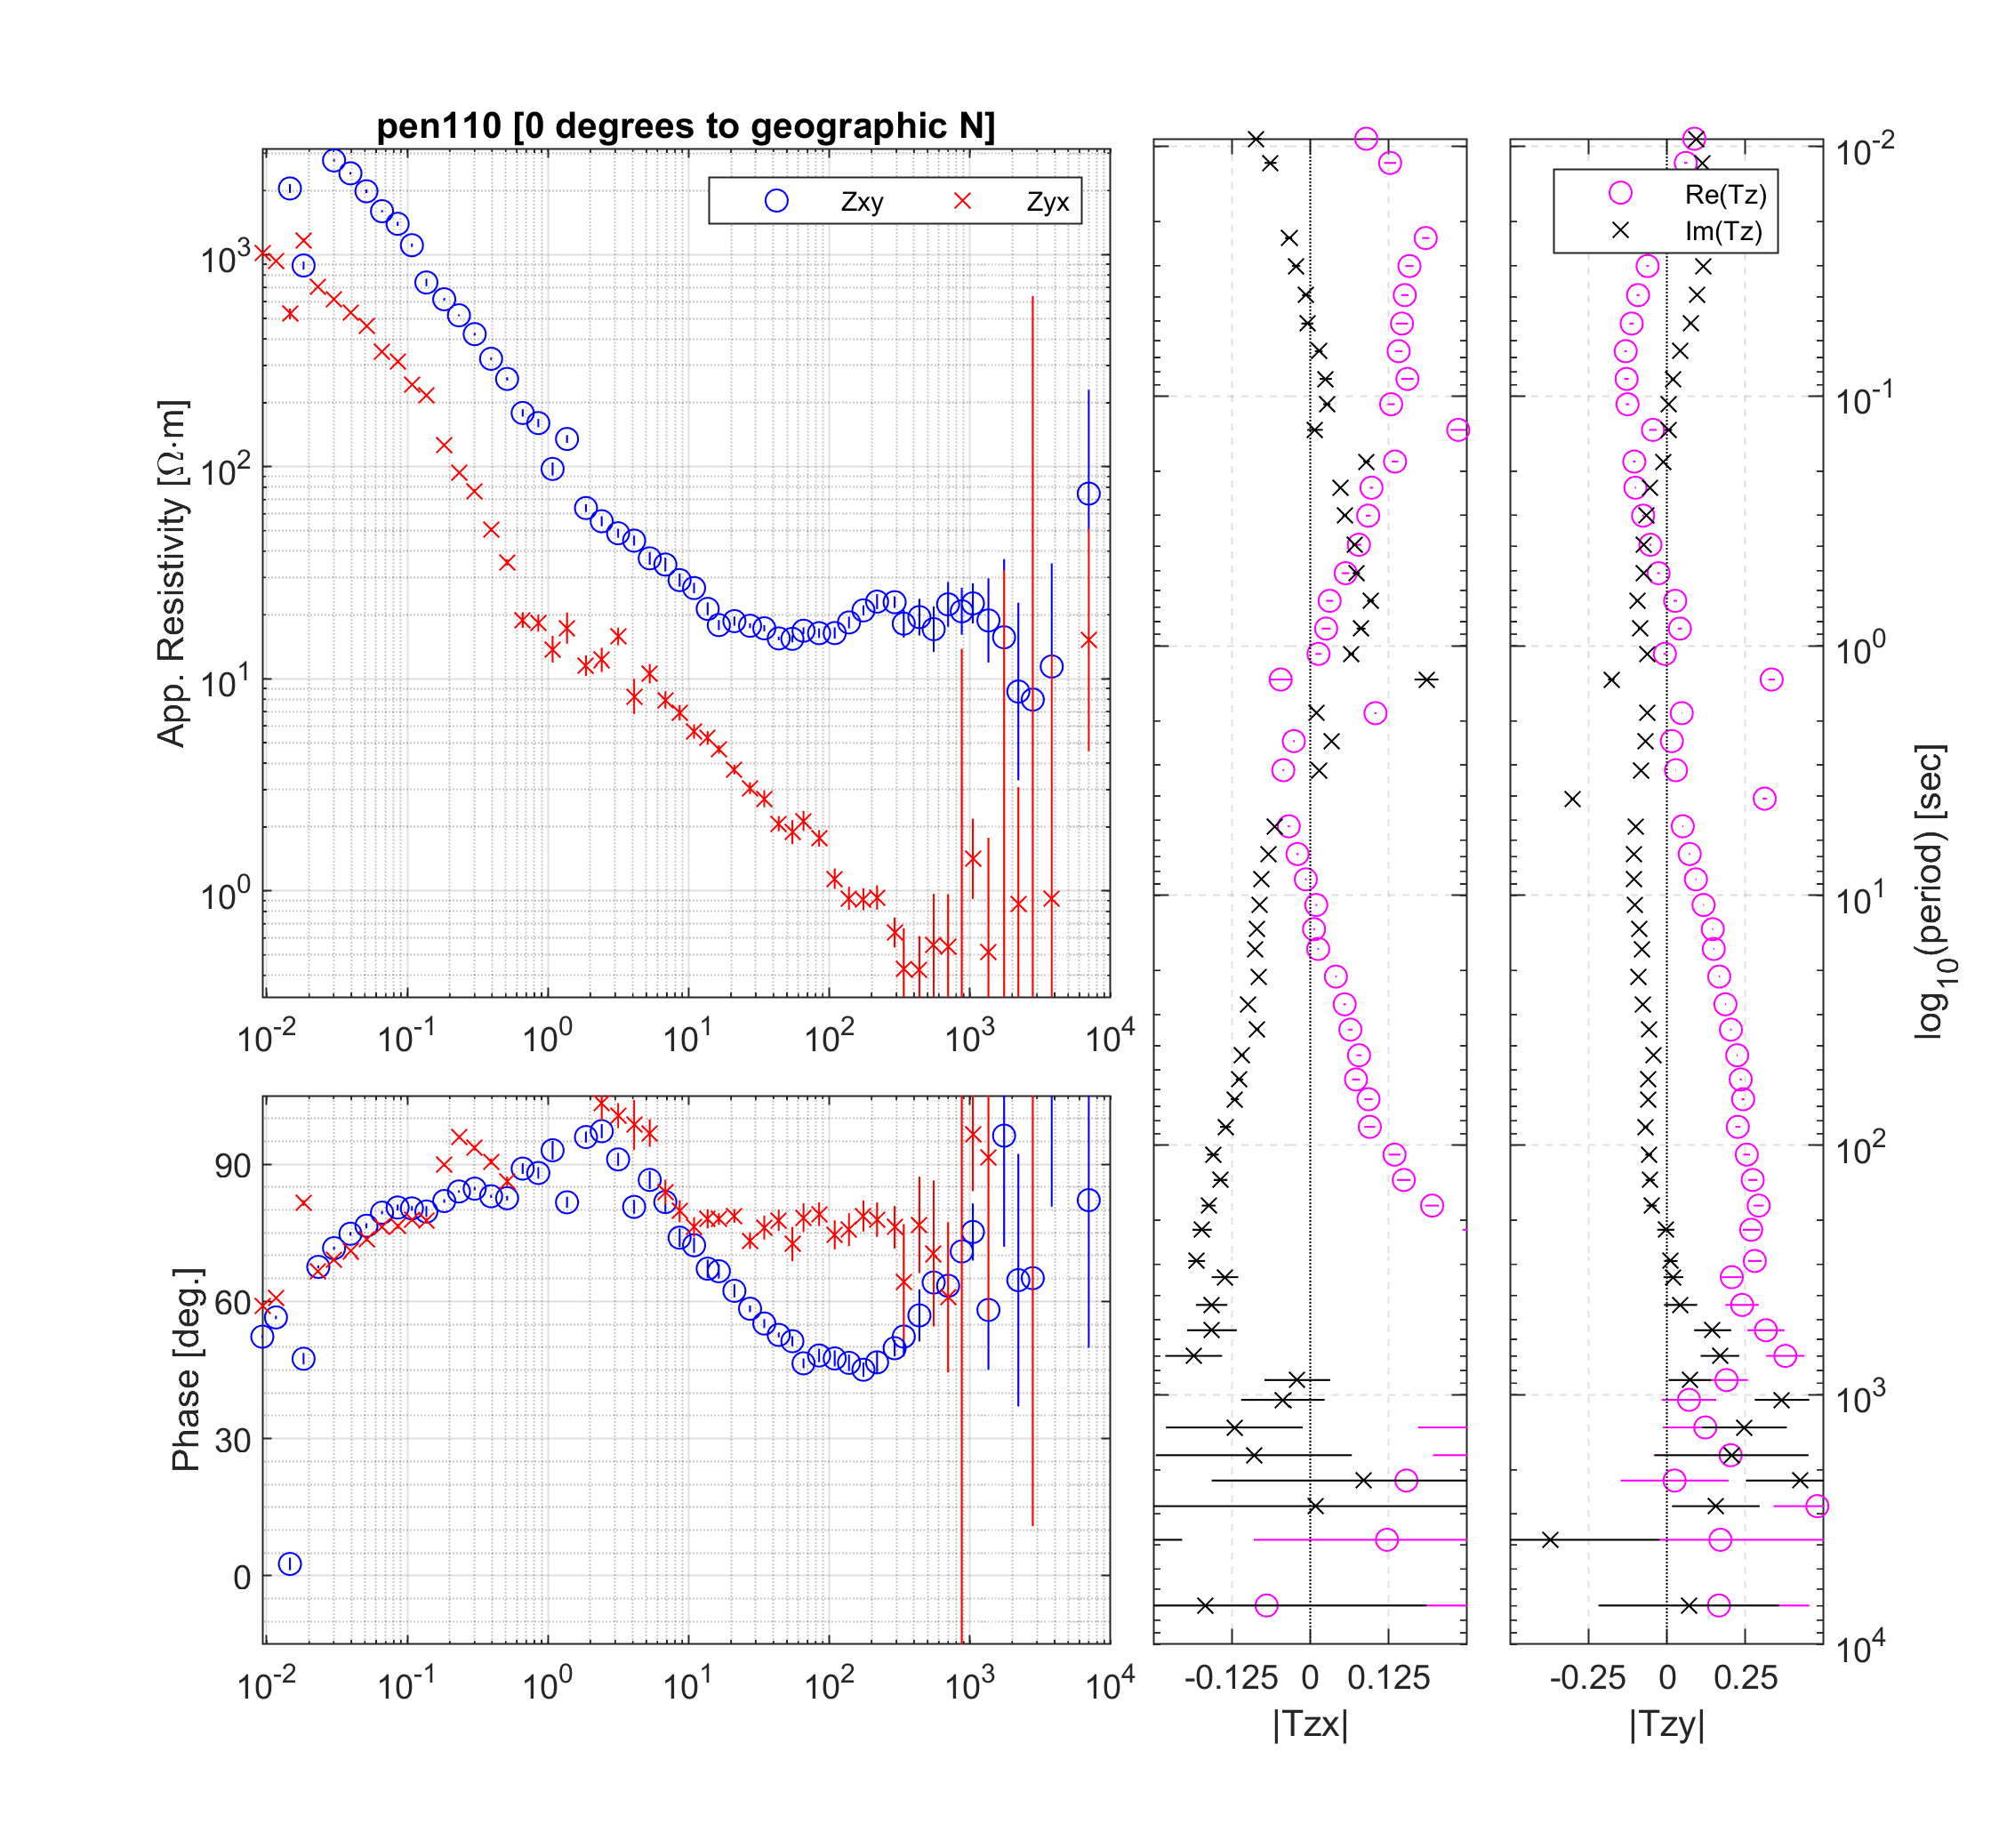 pen110 [0 degrees to geographic N]
Zxy Zyx
App. Resistivity [Ω·m]
10^3
10^2
10^1
10^0
10^-2 10^-1 10^0 10^1 10^2 10^3 10^4
Phase [deg.]
90
60
30
0
10^-2 10^-1 10^0 10^1 10^2 10^3 10^4
-0.125 0 0.125
|Tzx|
Re(Tz)
Im(Tz)
-0.25 0 0.25
|Tzy|
10^-2
10^-1
10^0
10^1
10^2
10^3
10^4
log_10(period) [sec]